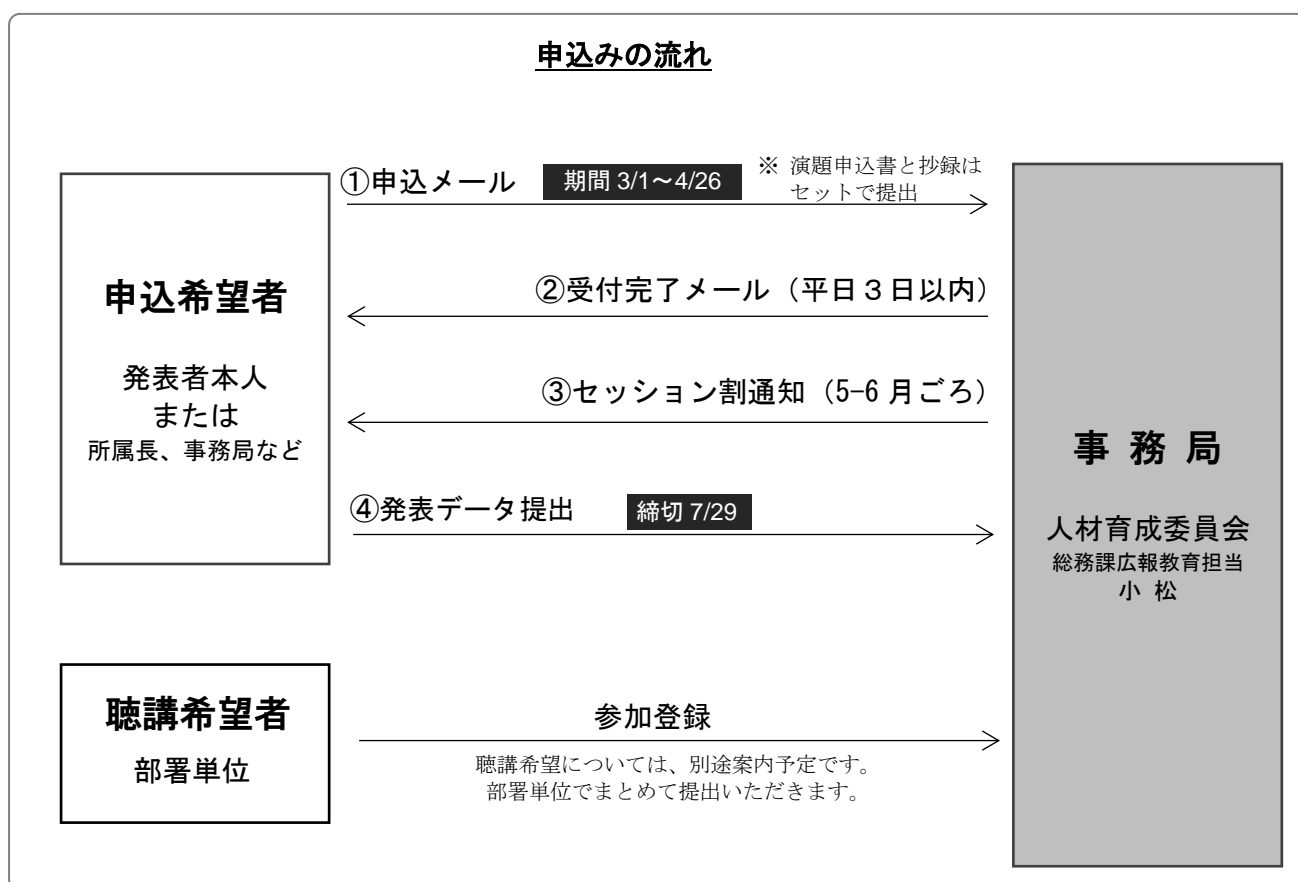 申込みの流れ
①申込メール 期間 3/1～4/26 ※ 演題申込書と抄録は
セットで提出
②受付完了メール（平日３日以内）
申込希望者
発表者本人
または
所属長、事務局など
③セッション割通知（5-6 月ごろ）
④発表データ提出 締切 7/29
事 務 局
人材育成委員会
総務課広報教育担当
小 松
聴講希望者
部署単位
参加登録
聴講希望については、別途案内予定です。
部署単位でまとめて提出いただきます。